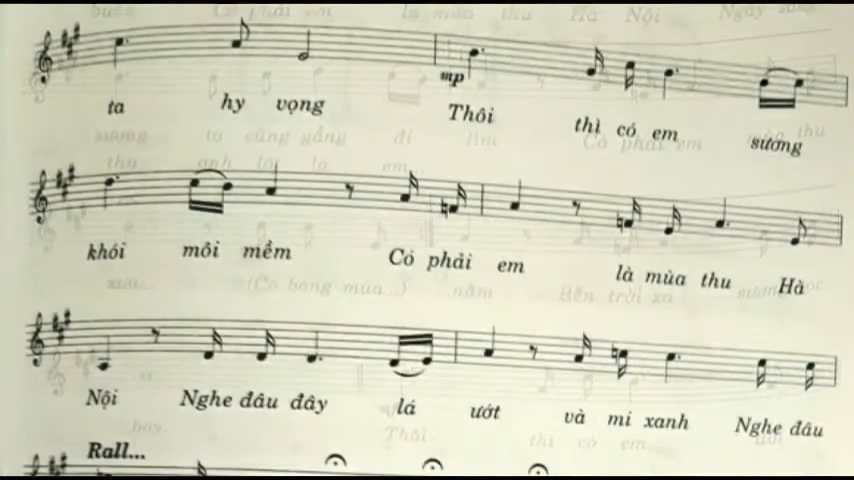 ta hy vọng Thôi thì có em sương
mp
khói môi mềm Có phải em là mùa thu Hà
Nội Nghe đâu đây lá ướt và mi xanh Nghe đâu
Rall...